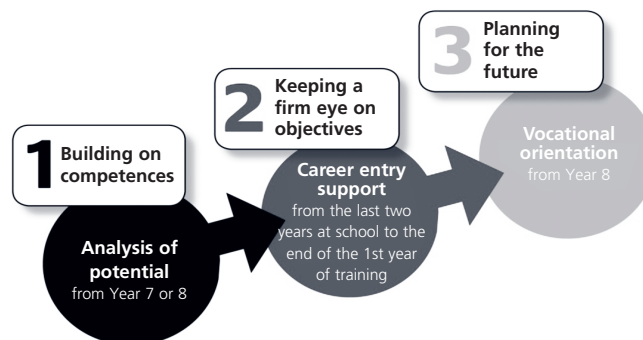 1
Building on
competences
Analysis of
potential
from Year 7 or 8
2
Keeping a
firm eye on
objectives
Career entry
support
from the last two
years at school to the
end of the 1st year
of training
3
Planning
for the
future
Vocational
orientation
from Year 8